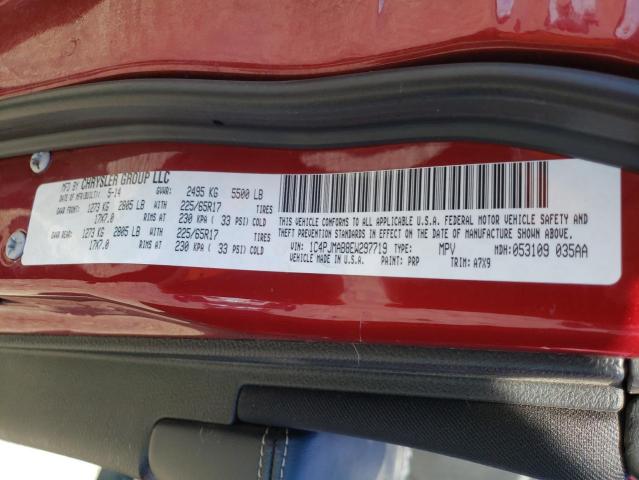 MFD BY CHRYSLER GROUP LLC
DATE OF MFR(BUILT): 5-14 GVWR: 2495 KG 5500 LB
GAWR FRONT: 1273 KG 2805 LB WITH 225/65R17 TIRES
17X7.0 RIMS AT 230 KPA ( 33 PSI) COLD
GAWR REAR: 1273 KG 2805 LB WITH 225/65R17 TIRES
17X7.0 RIMS AT 230 KPA ( 33 PSI) COLD
THIS VEHICLE CONFORMS TO ALL APPLICABLE U.S.A. FEDERAL MOTOR VEHICLE SAFETY AND
THEFT PREVENTION STANDARDS IN EFFECT ON THE DATE OF MANUFACTURE SHOWN ABOVE.
VIN: 1C4PJMAB8EW297719 TYPE: MPV MDH: 053109 035AA
VEHICLE MADE IN U.S.A. PAINT: PRP TRIM: A7X9